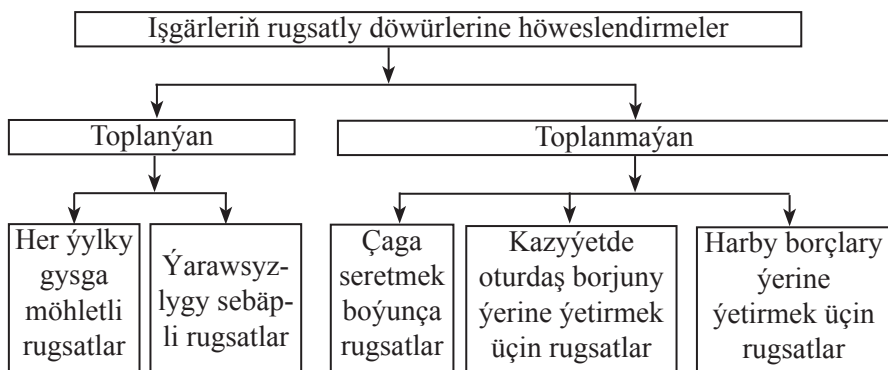 Işgärleriň rugsatly döwürlerine höweslendirmeler
Toplanýan
Toplanmaýan
Her ýylky
gysga
möhletli
rugsatlar
Ýarawsyz-
lygy sebäp-
li rugsatlar
Çaga
seretmek
boýunça
rugsatlar
Kazyýetde
oturdaş borjuny
ýerine ýetirmek
üçin rugsatlar
Harby borçlary
ýerine
ýetirmek üçin
rugsatlar